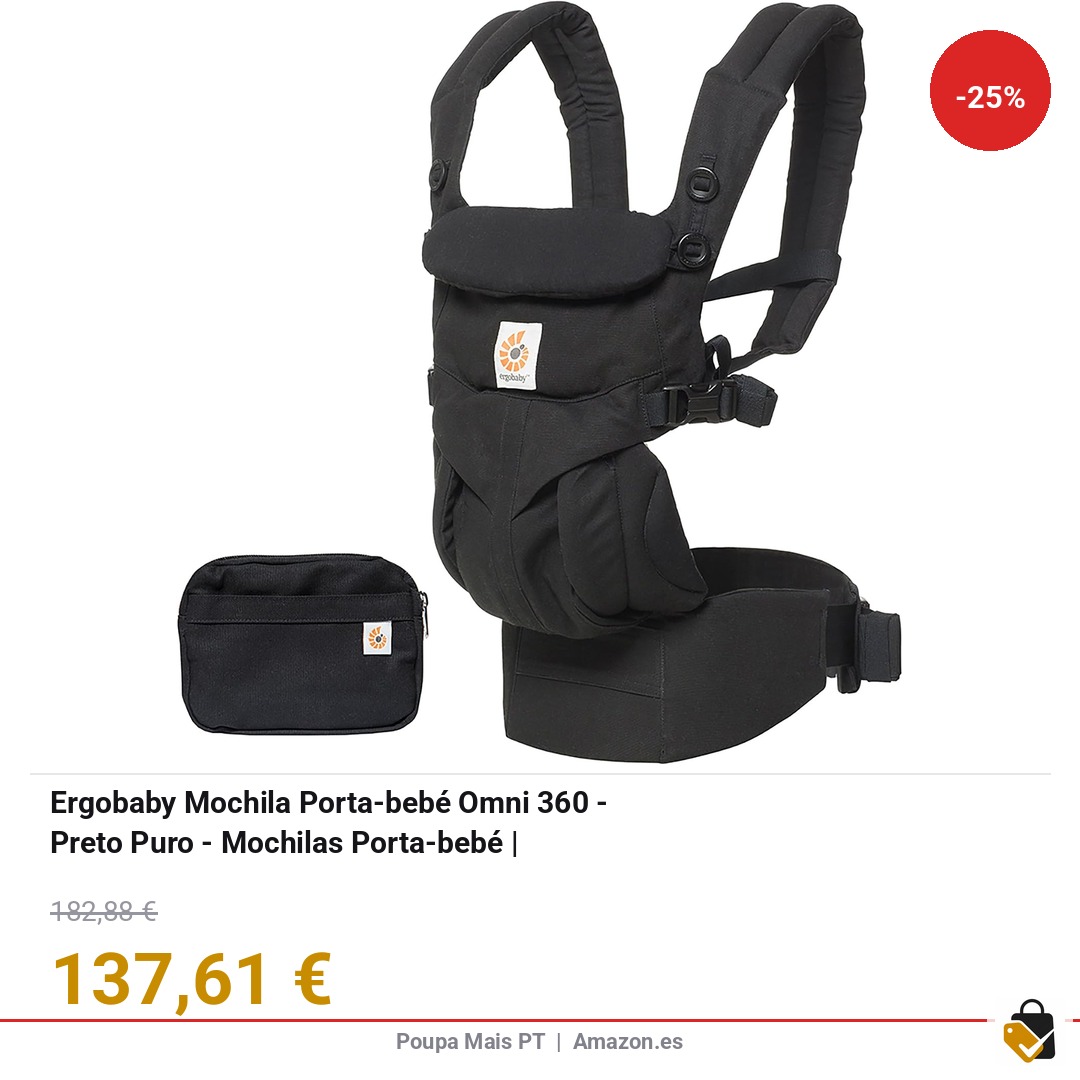 -25%
ergobaby
Ergobaby Mochila Porta-bebé Omni 360 -
Preto Puro - Mochilas Porta-bebé |
182,88 €
137,61 €
Poupa Mais PT | Amazon.es